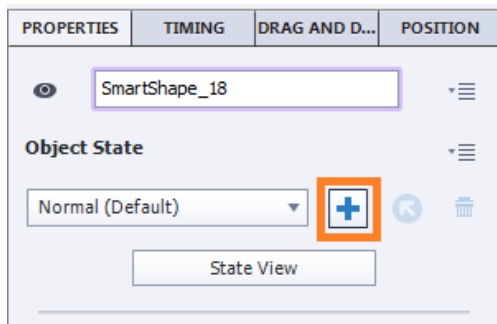 PROPERTIES TIMING DRAG AND D... POSITION
SmartShape_18
Object State
Normal (Default)
State View